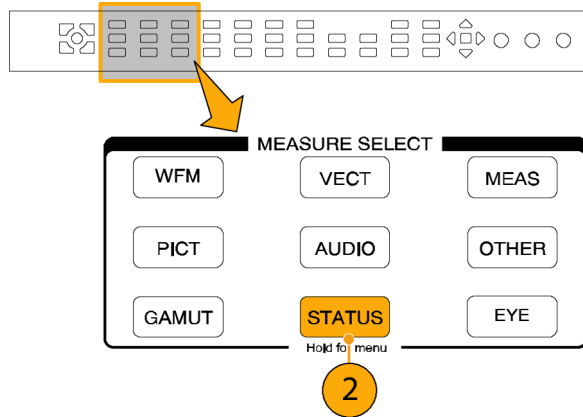 MEASURE SELECT
WFM VECT MEAS
PICT AUDIO OTHER
GAMUT STATUS EYE
Hold for menu
2